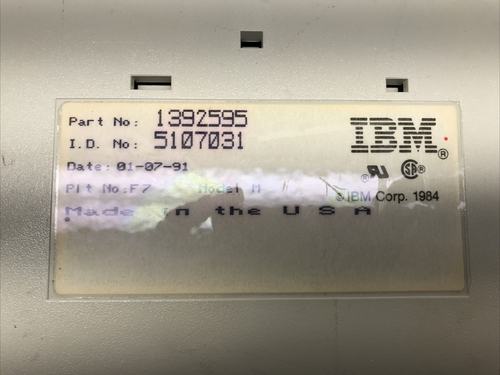 Part No: 1392595
I.D. No: 5107031
IBM®
Date: 01-07-91
Plt No: F7 Model M
© IBM Corp. 1984
Made in the U S A